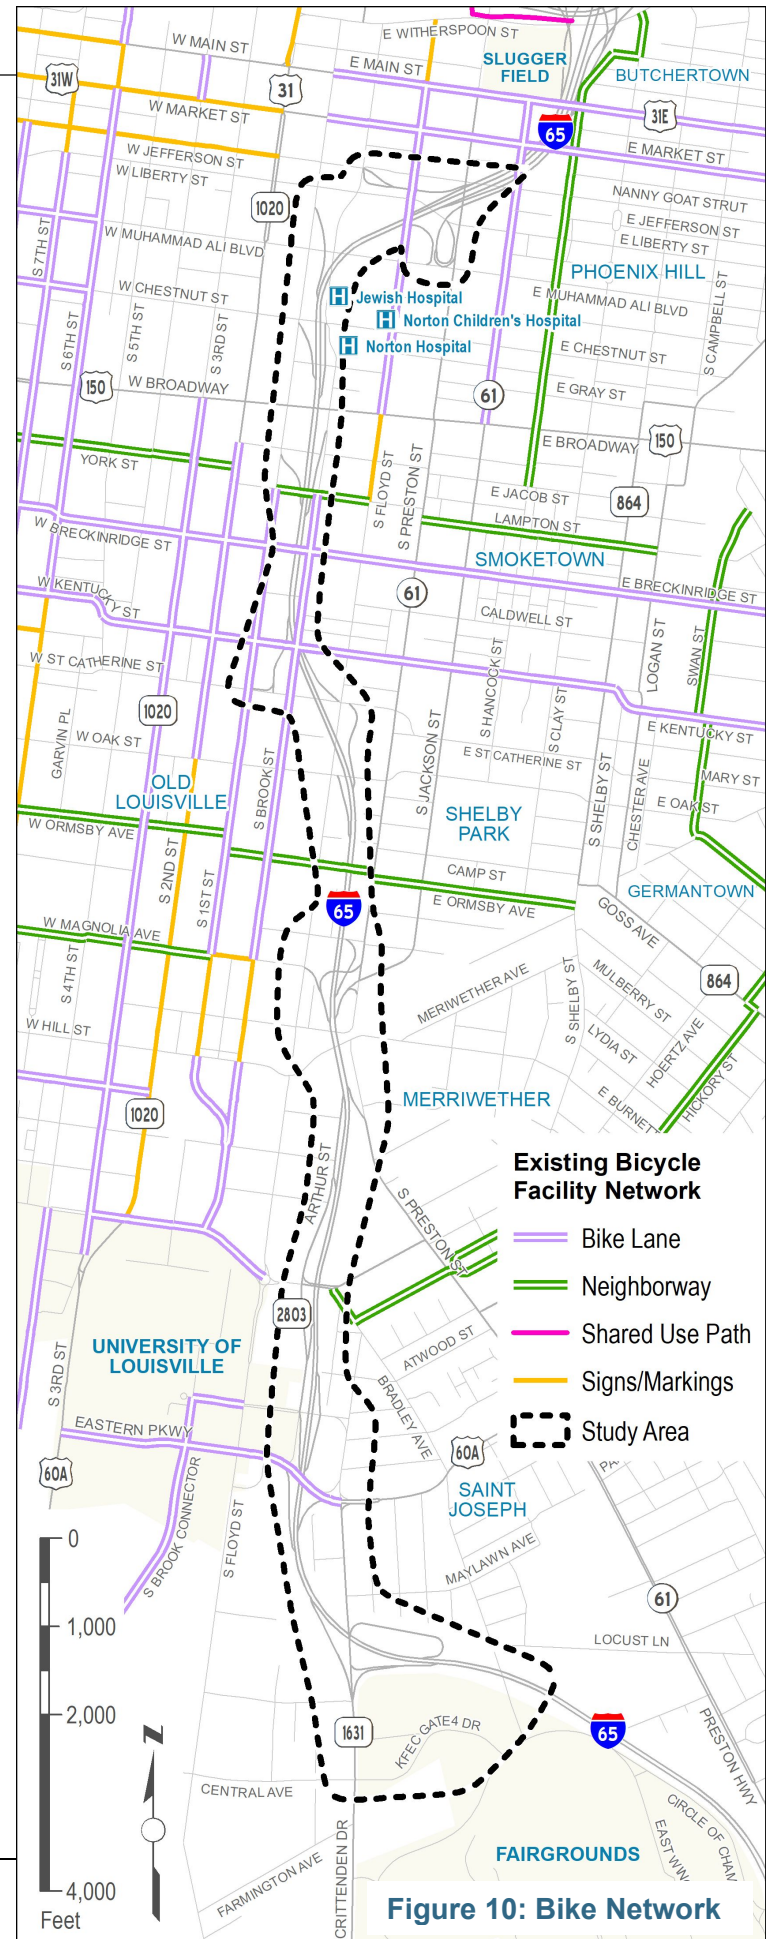 W MAIN ST
E WITHERSPOON ST
SLUGGER
FIELD
BUTCHERTOWN
31W
E MAIN ST
31
W MARKET ST
31E
65
E MARKET ST
W JEFFERSON ST
W LIBERTY ST
NANNY GOAT STRUT
1020
E JEFFERSON ST
E LIBERTY ST
S 7TH ST
W MUHAMMAD ALI BLVD
PHOENIX HILL
W CHESTNUT ST
Jewish Hospital
Norton Children's Hospital
Norton Hospital
H
H
H
E MUHAMMAD ALI BLVD
S CAMPBELL ST
S 6TH ST
S 5TH ST
S 3RD ST
E CHESTNUT ST
150
W BROADWAY
61
E GRAY ST
E BROADWAY
150
YORK ST
S FLOYD ST
S PRESTON ST
E JACOB ST
864
LAMPTON ST
W BRECKINRIDGE ST
SMOKETOWN
E BRECKINRIDGE ST
W KENTUCKY ST
61
CALDWELL ST
LOGAN ST
SWAN ST
W ST CATHERINE ST
S HANCOCK ST
S CLAY ST
1020
GARVIN PL
W OAK ST
S JACKSON ST
E KENTUCKY ST
E ST CATHERINE ST
S SHELBY ST
CHESTER AVE
MARY ST
OLD
LOUISVILLE
S BROOK ST
E OAK ST
SHELBY
PARK
W ORMSBY AVE
S 2ND ST
S 1ST ST
CAMP ST
GERMANTOWN
E ORMSBY AVE
65
GOSS AVE
W MAGNOLIA AVE
S 4TH ST
MERIWETHER AVE
S SHELBY ST
MULBERRY ST
864
W HILL ST
LYDIA ST
HOERTZ AVE
HICKORY ST
1020
MERRIWETHER
E BURNETT
ARTHUR ST
S PRESTON ST
Existing Bicycle
Facility Network
Bike Lane
Neighborway
Shared Use Path
Signs/Markings
Study Area
2803
UNIVERSITY OF
LOUISVILLE
S 3RD ST
ATWOOD ST
BRADLEY AVE
EASTERN PKWY
60A
60A
PA
SAINT
JOSEPH
S BROOK CONNECTOR
S FLOYD ST
MAYLAWN AVE
61
LOCUST LN
0
1,000
2,000
4,000
Feet
Z
1631
KFEC GATE4 DR
65
PRESTON HWY
CENTRAL AVE
CIRCLE OF CHAM
EAST WIN
FAIRGROUNDS
FARMINGTON AVE
CRITTENDEN DR
Figure 10: Bike Network